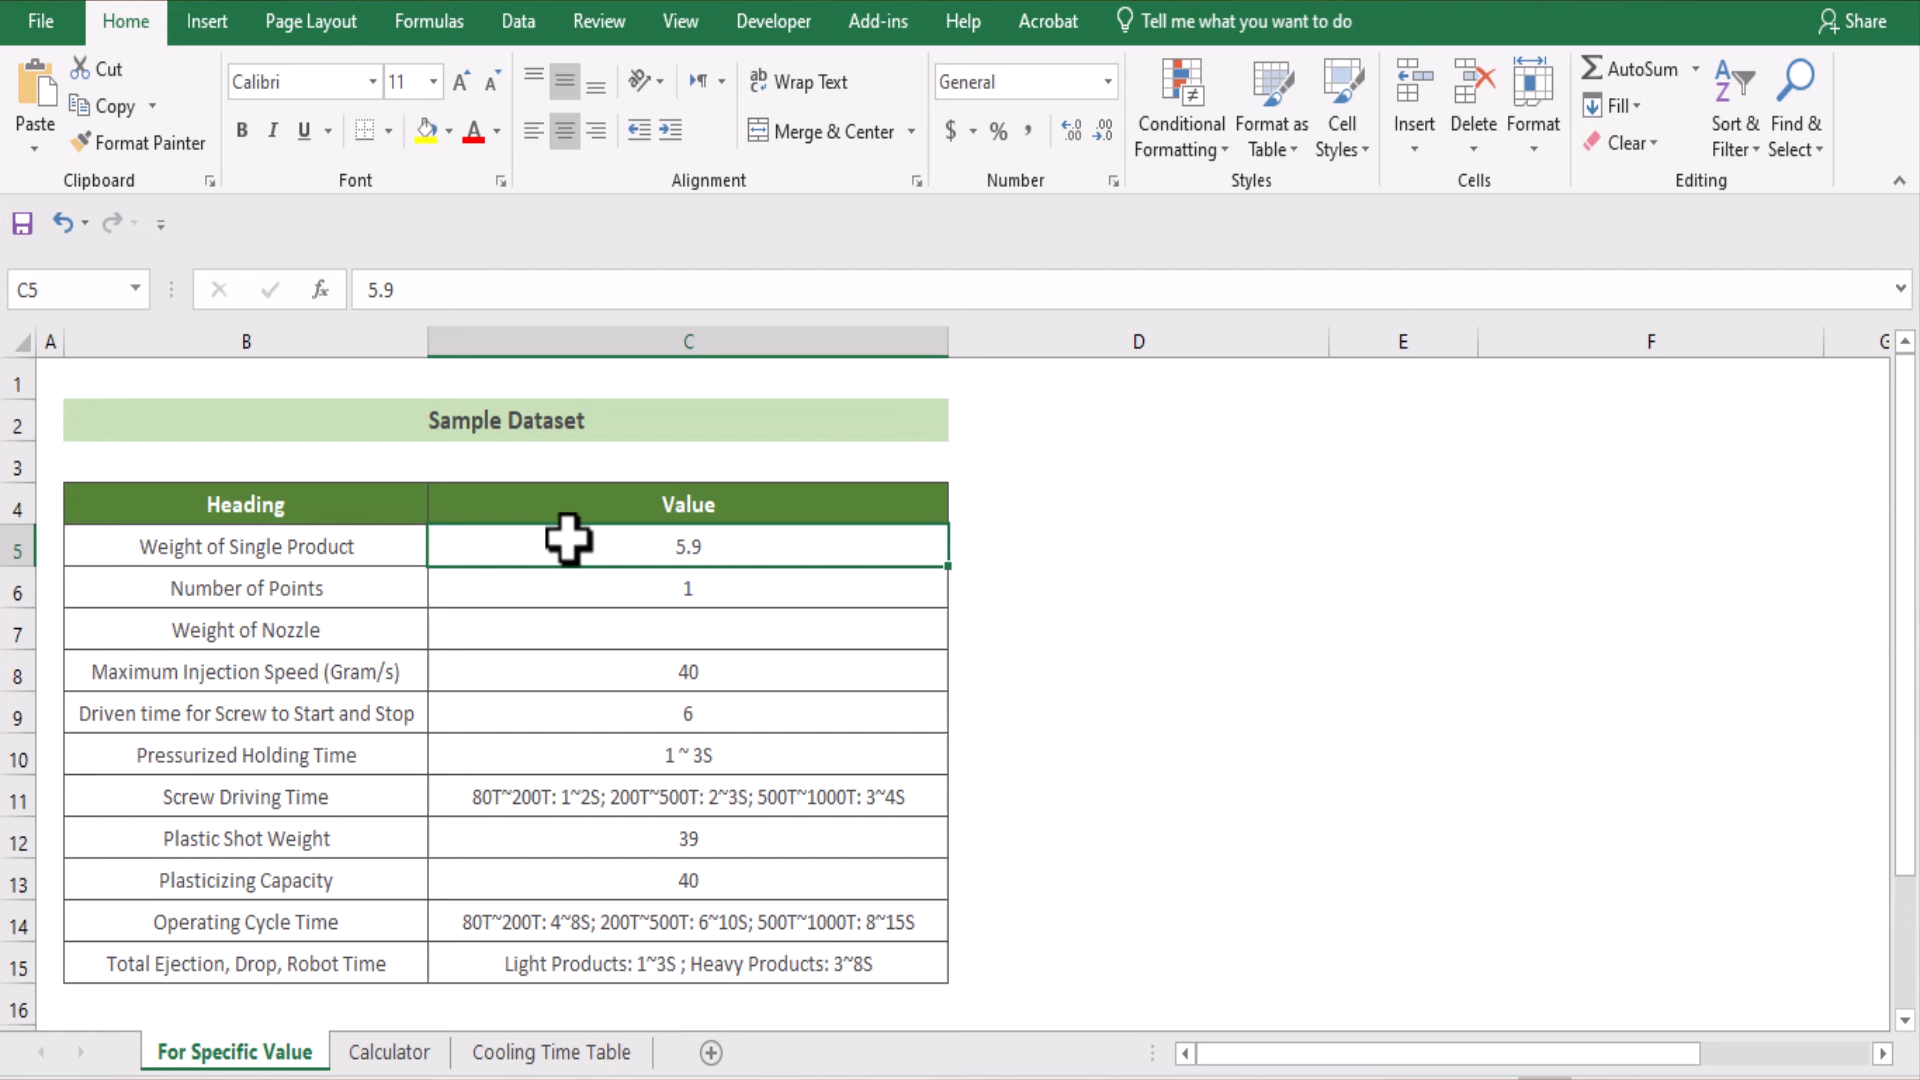 File Home Insert Page Layout Formulas Data Review View Developer Add-ins Help Acrobat Tell me what you want to do Share
Paste
Cut
Copy
Format Painter
Clipboard
Calibri 11
B I U A
Font
ab Wrap Text
Merge & Center
Alignment
General
$ % ,
Number
Conditional Formatting
Format as Table
Cell Styles
Styles
Insert Delete Format
Cells
AutoSum
Fill
Clear
Sort & Filter
Find & Select
Editing
C5 fx 5.9
A B C D E F G
1
2 Sample Dataset
3
4 Heading Value
5 Weight of Single Product 5.9
6 Number of Points 1
7 Weight of Nozzle
8 Maximum Injection Speed (Gram/s) 40
9 Driven time for Screw to Start and Stop 6
10 Pressurized Holding Time 1 ~ 3S
11 Screw Driving Time 80T~200T: 1~2S; 200T~500T: 2~3S; 500T~1000T: 3~4S
12 Plastic Shot Weight 39
13 Plasticizing Capacity 40
14 Operating Cycle Time 80T~200T: 4~8S; 200T~500T: 6~10S; 500T~1000T: 8~15S
15 Total Ejection, Drop, Robot Time Light Products: 1~3S ; Heavy Products: 3~8S
16
For Specific Value Calculator Cooling Time Table